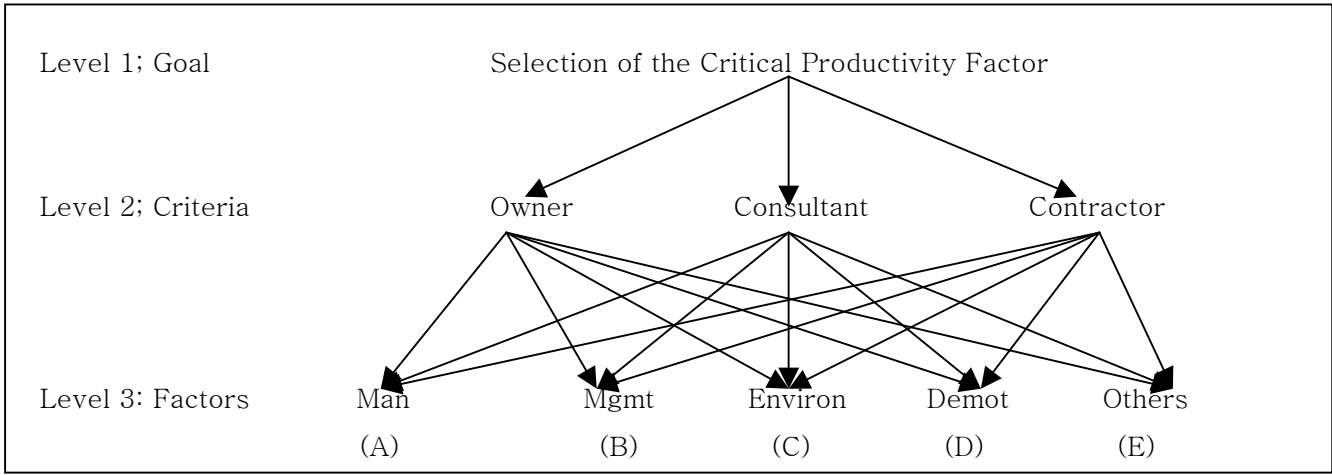 Level 1; Goal Selection of the Critical Productivity Factor
Level 2; Criteria Owner Consultant Contractor
Level 3: Factors Man Mgmt Environ Demot Others
(A) (B) (C) (D) (E)